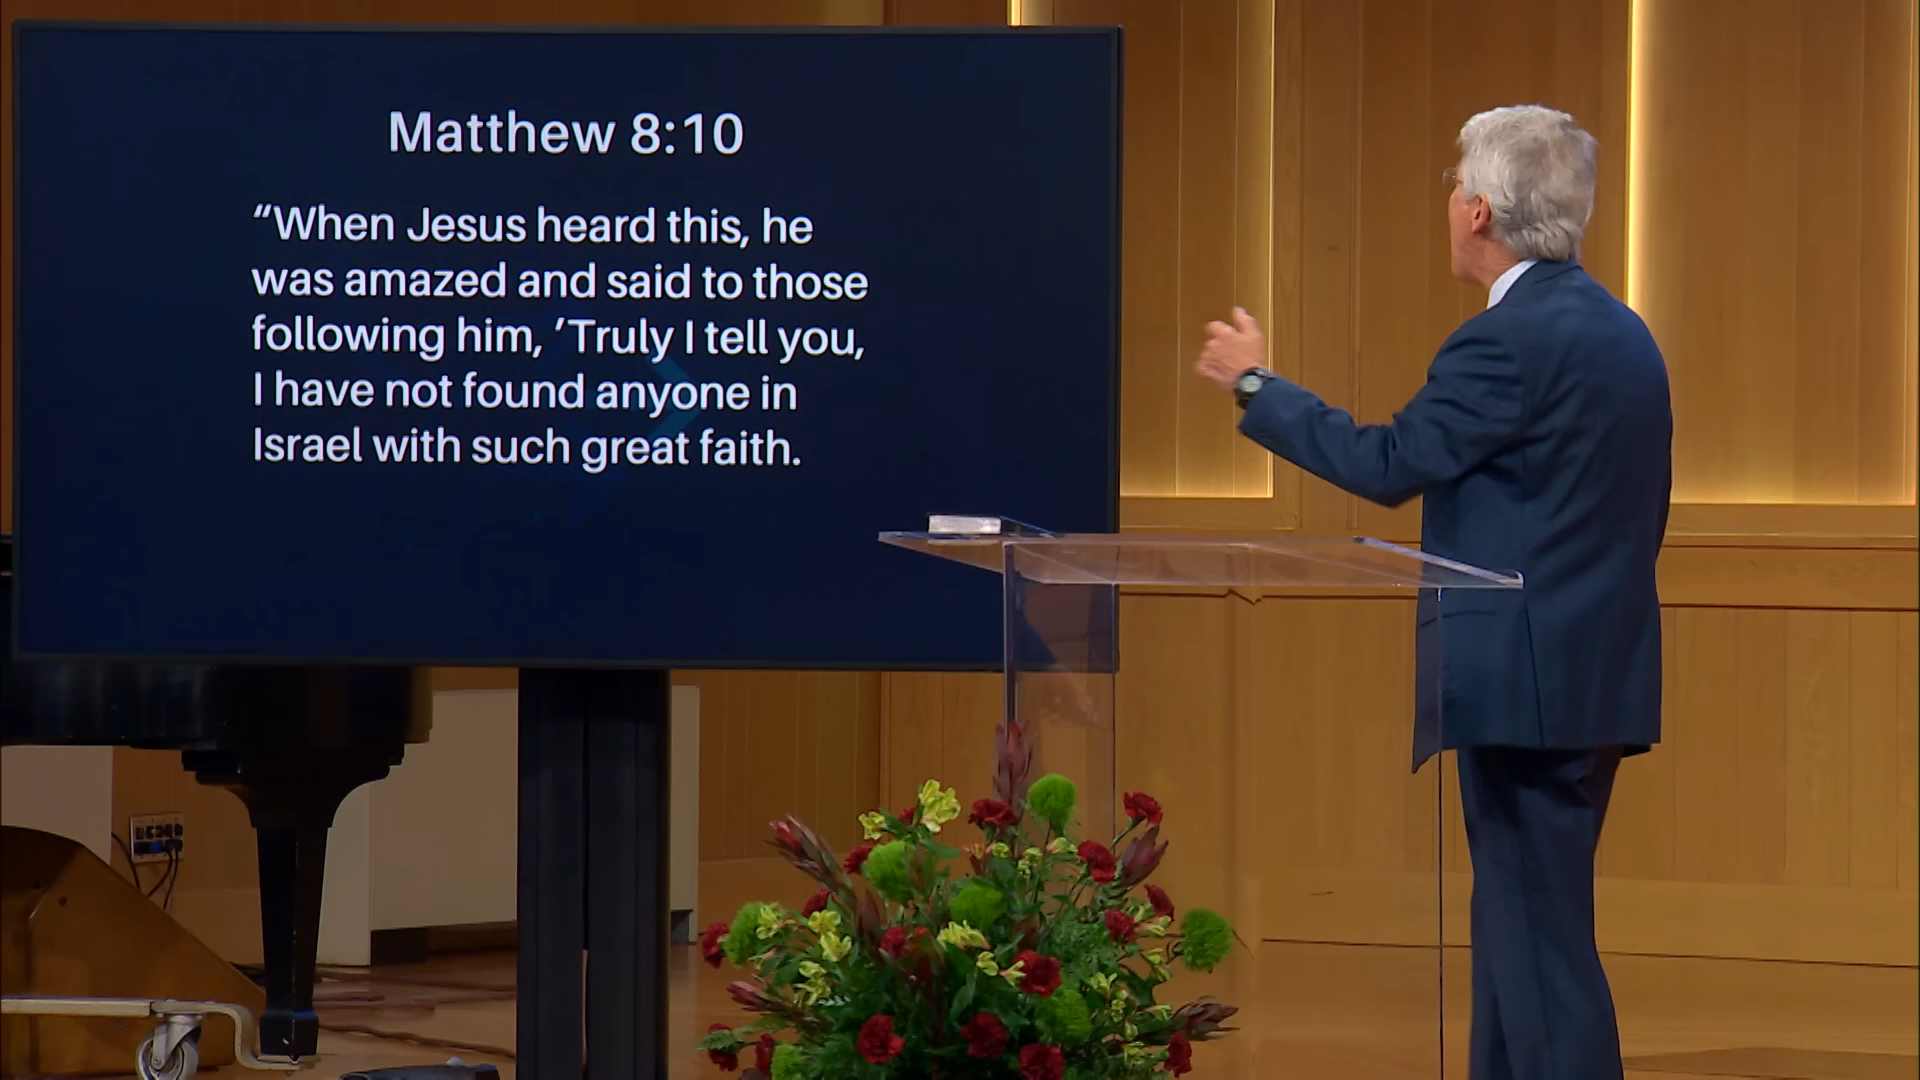 Matthew 8:10
“When Jesus heard this, he
was amazed and said to those
following him, ’Truly I tell you,
I have not found anyone in
Israel with such great faith.